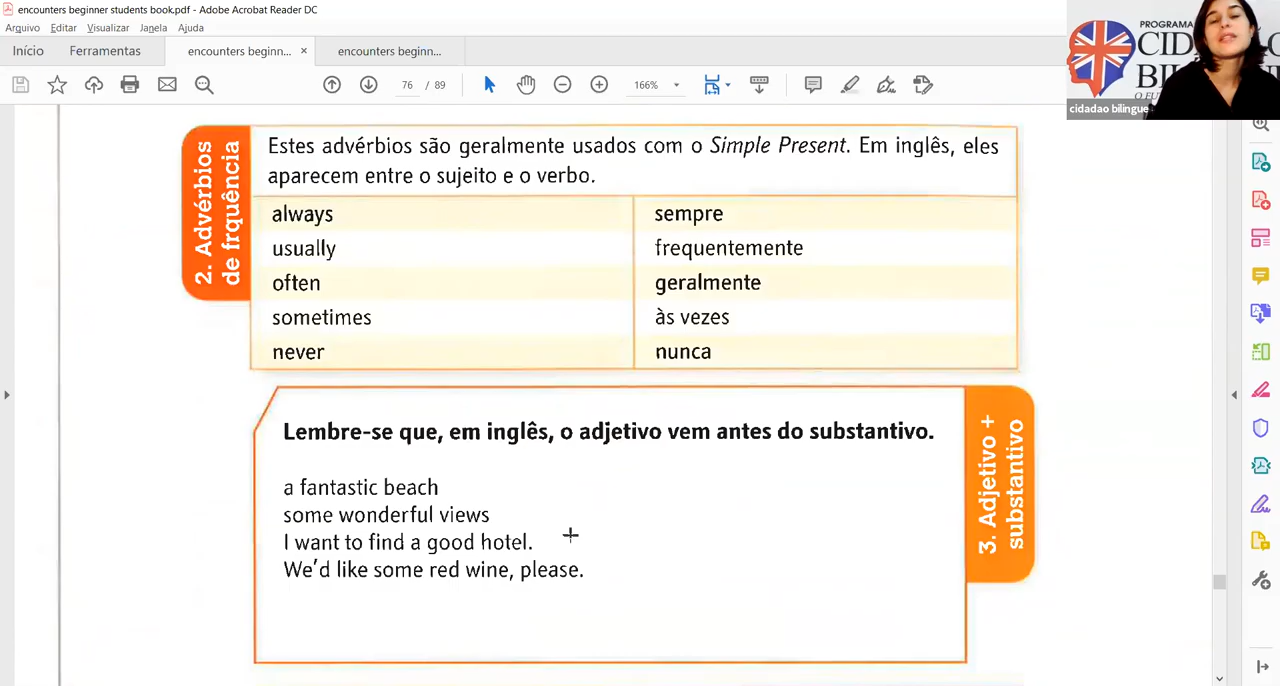 encounters beginner students book.pdf - Adobe Acrobat Reader DC
Arquivo Editar Visualizar Janela Ajuda
Início Ferramentas encounters beginn... × encounters beginn...
76 / 89 166%
PROGRAMA
cidadao bilingue
2. Advérbios
de frquência
Estes advérbios são geralmente usados com o Simple Present. Em inglês, eles
aparecem entre o sujeito e o verbo.
always sempre
usually frequentemente
often geralmente
sometimes às vezes
never nunca
Lembre-se que, em inglês, o adjetivo vem antes do substantivo.
a fantastic beach
some wonderful views
I want to find a good hotel.
We'd like some red wine, please.
3. Adjetivo +
substantivo